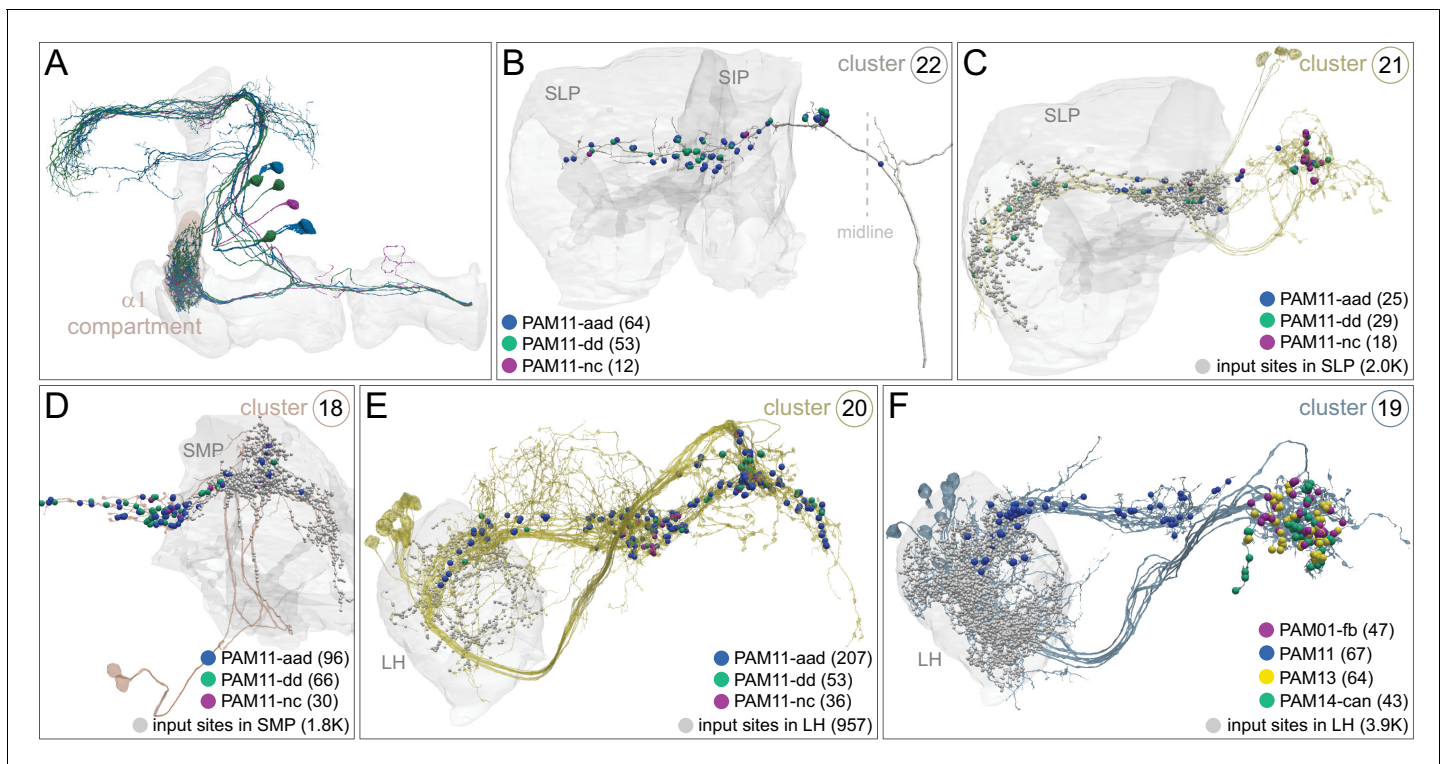 A
α1
compartment
B
cluster 22
SLP
SIP
midline
PAM11-aad (64)
PAM11-dd (53)
PAM11-nc (12)
C
cluster 21
SLP
PAM11-aad (25)
PAM11-dd (29)
PAM11-nc (18)
input sites in SLP (2.0K)
D
cluster 18
SMP
PAM11-aad (96)
PAM11-dd (66)
PAM11-nc (30)
input sites in SMP (1.8K)
E
cluster 20
LH
PAM11-aad (207)
PAM11-dd (53)
PAM11-nc (36)
input sites in LH (957)
F
cluster 19
LH
PAM01-fb (47)
PAM11 (67)
PAM13 (64)
PAM14-can (43)
input sites in LH (3.9K)